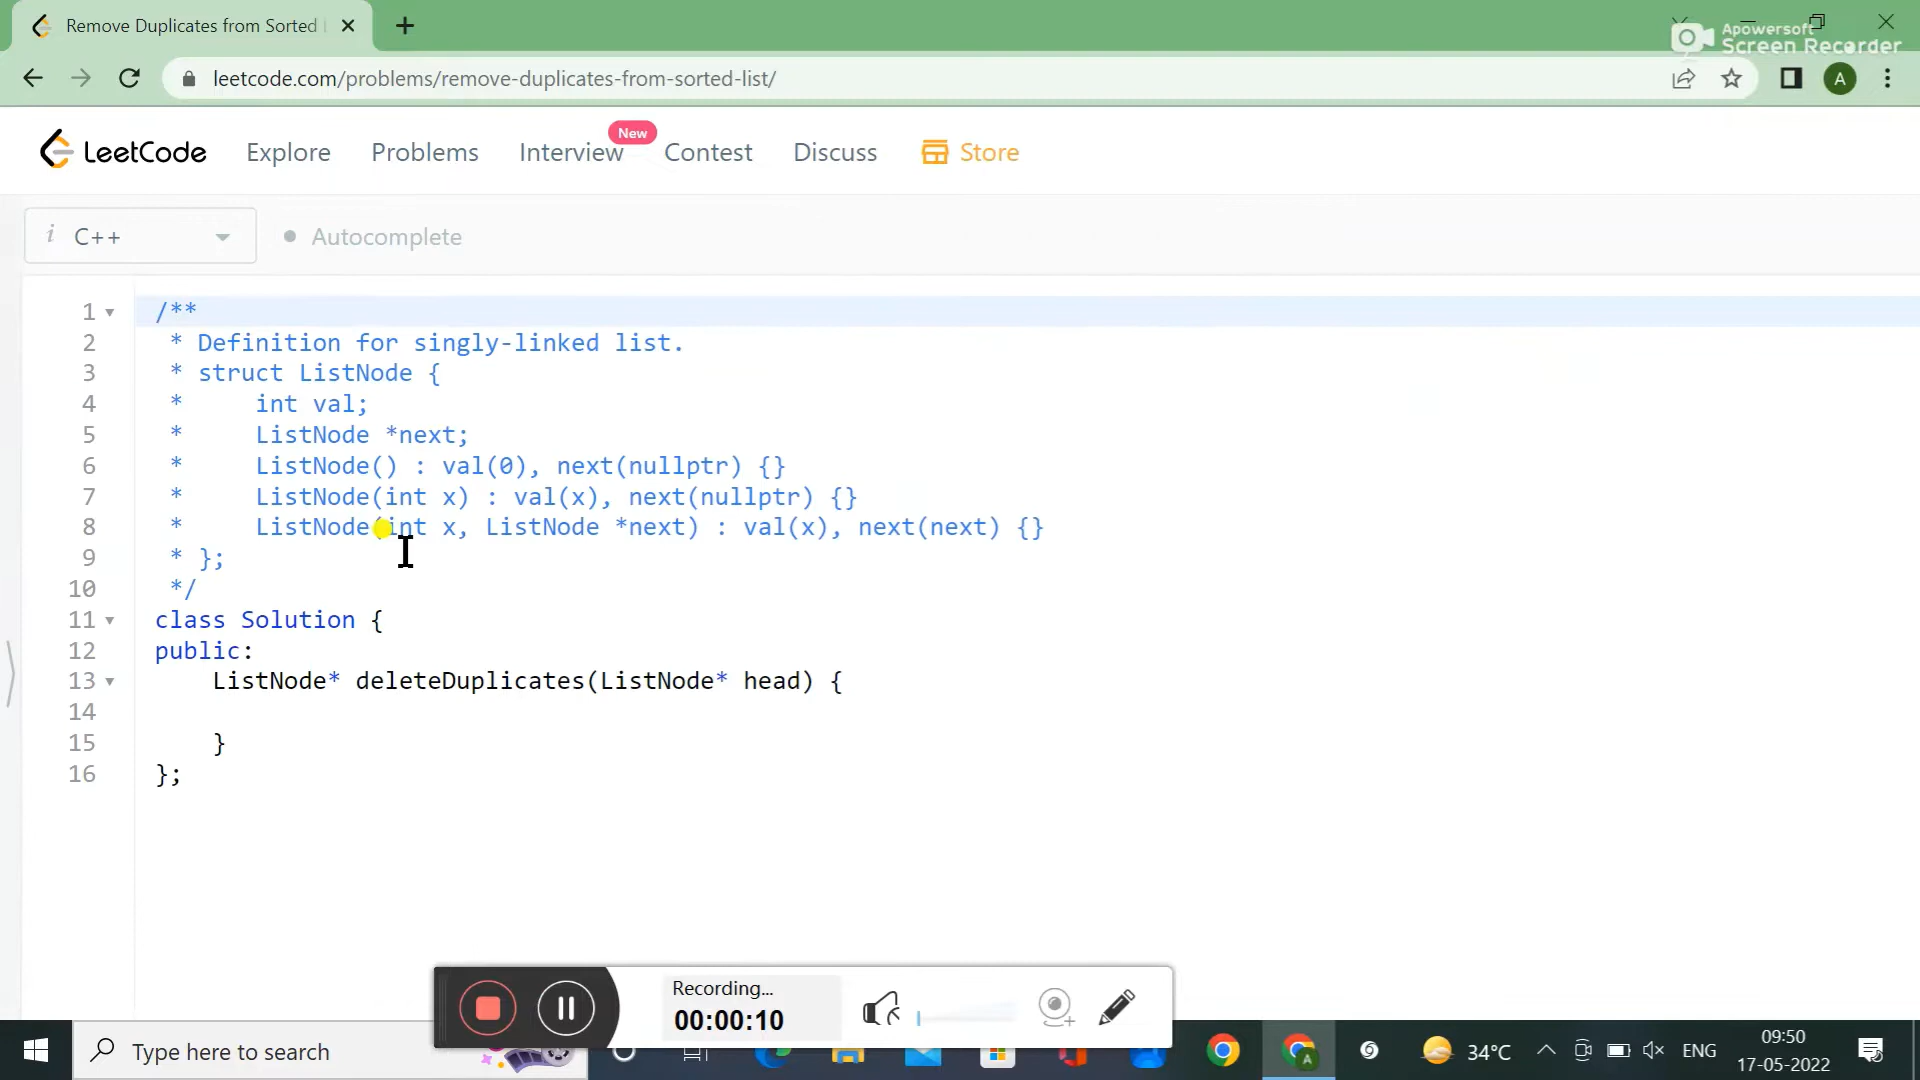 Remove Duplicates from Sorted
Apowersoft
Screen Recorder
leetcode.com/problems/remove-duplicates-from-sorted-list/
A
LeetCode
Explore
Problems
Interview
New
Contest
Discuss
Store
i
C++
Autocomplete
1 /**
2 * Definition for singly-linked list.
3 * struct ListNode {
4 *     int val;
5 *     ListNode *next;
6 *     ListNode() : val(0), next(nullptr) {}
7 *     ListNode(int x) : val(x), next(nullptr) {}
8 *     ListNode(int x, ListNode *next) : val(x), next(next) {}
9 * };
10 */
11 class Solution {
12 public:
13     ListNode* deleteDuplicates(ListNode* head) {
14
15     }
16 };
Recording...
00:00:10
Type here to search
A
34°C
ENG
09:50
17-05-2022